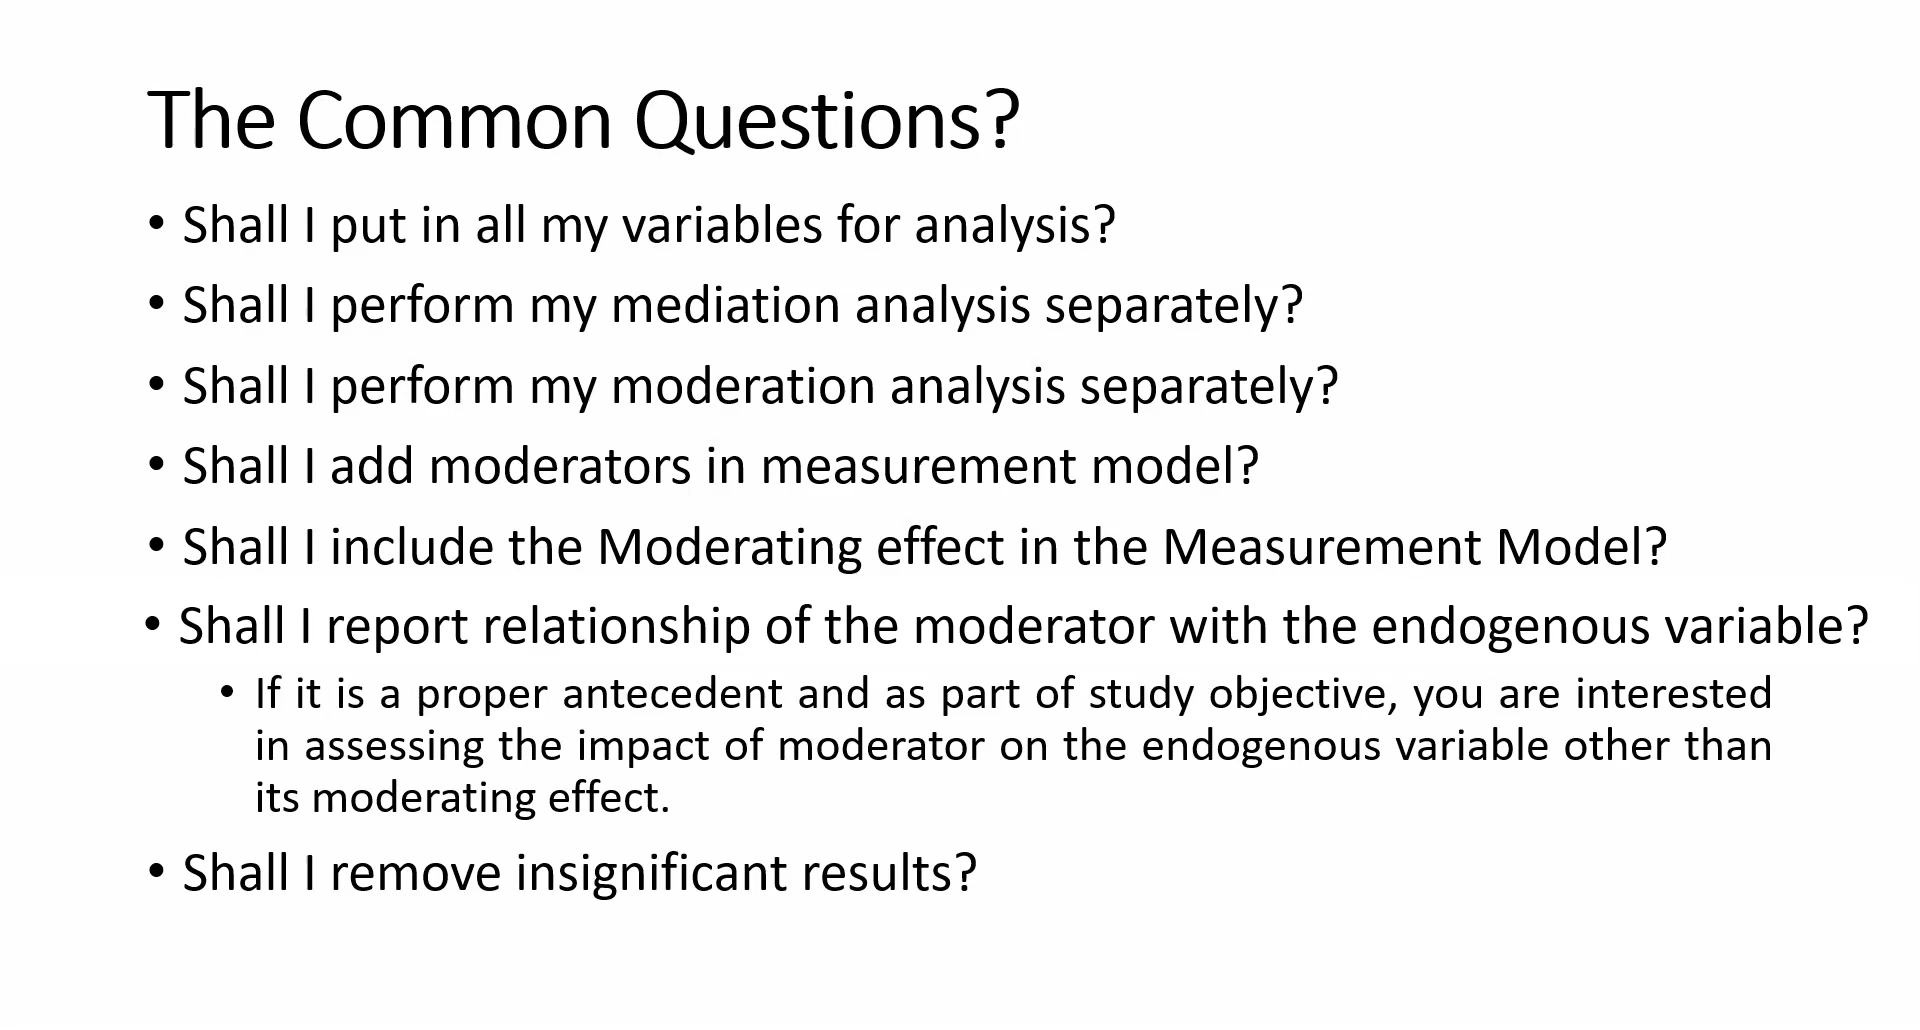 The Common Questions?
• Shall I put in all my variables for analysis?
• Shall I perform my mediation analysis separately?
• Shall I perform my moderation analysis separately?
• Shall I add moderators in measurement model?
• Shall I include the Moderating effect in the Measurement Model?
• Shall I report relationship of the moderator with the endogenous variable?
• If it is a proper antecedent and as part of study objective, you are interested
in assessing the impact of moderator on the endogenous variable other than
its moderating effect.
• Shall I remove insignificant results?